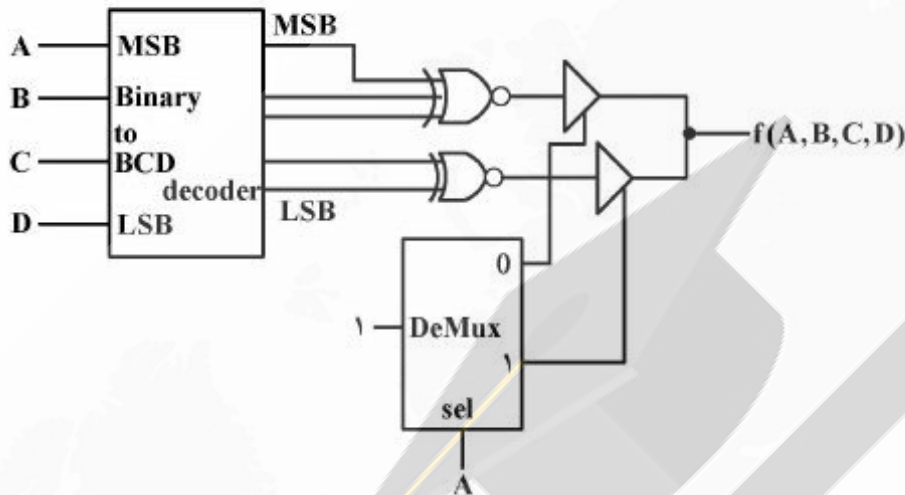 MSB
A MSB
B Binary
to
C BCD
decoder
D LSB
LSB
f(A,B,C,D)
0
۱ DeMux
۱
sel
A